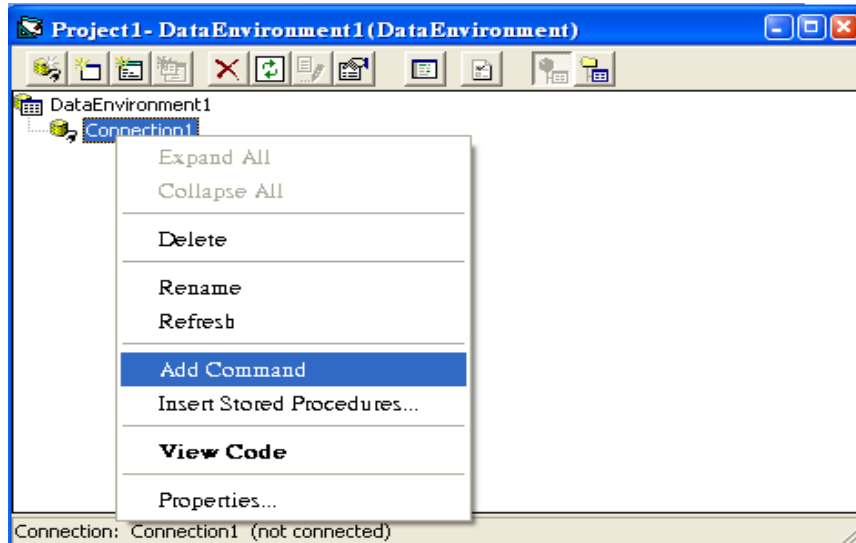 Project1 - DataEnvironment1 (DataEnvironment)
DataEnvironment1
Connection1
Expand All
Collapse All
Delete
Rename
Refresh
Add Command
Insert Stored Procedures...
View Code
Properties...
Connection: Connection1 (not connected)